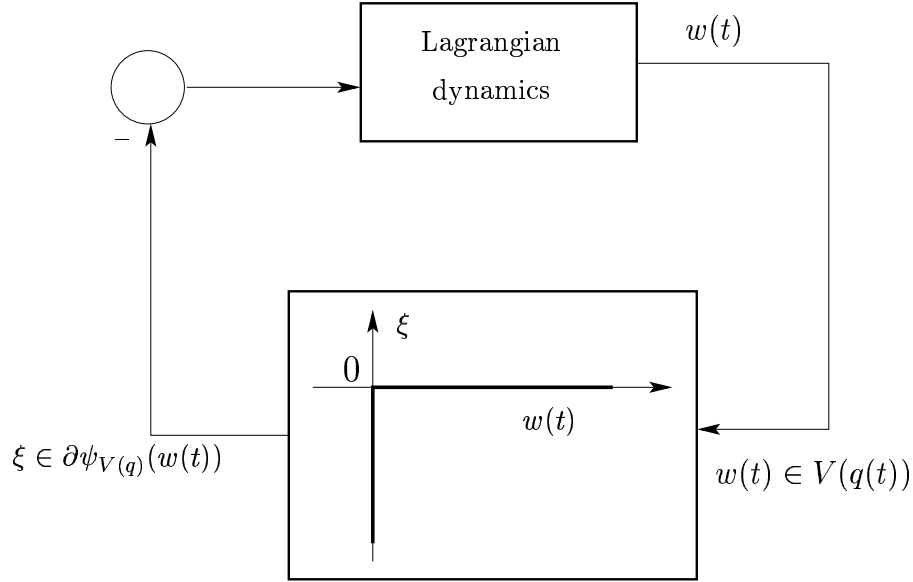 w(t)
Lagrangian
dynamics
−
ξ
0
w(t)
ξ ∈ ∂ψ_{V(q)}(w(t))
w(t) ∈ V(q(t))